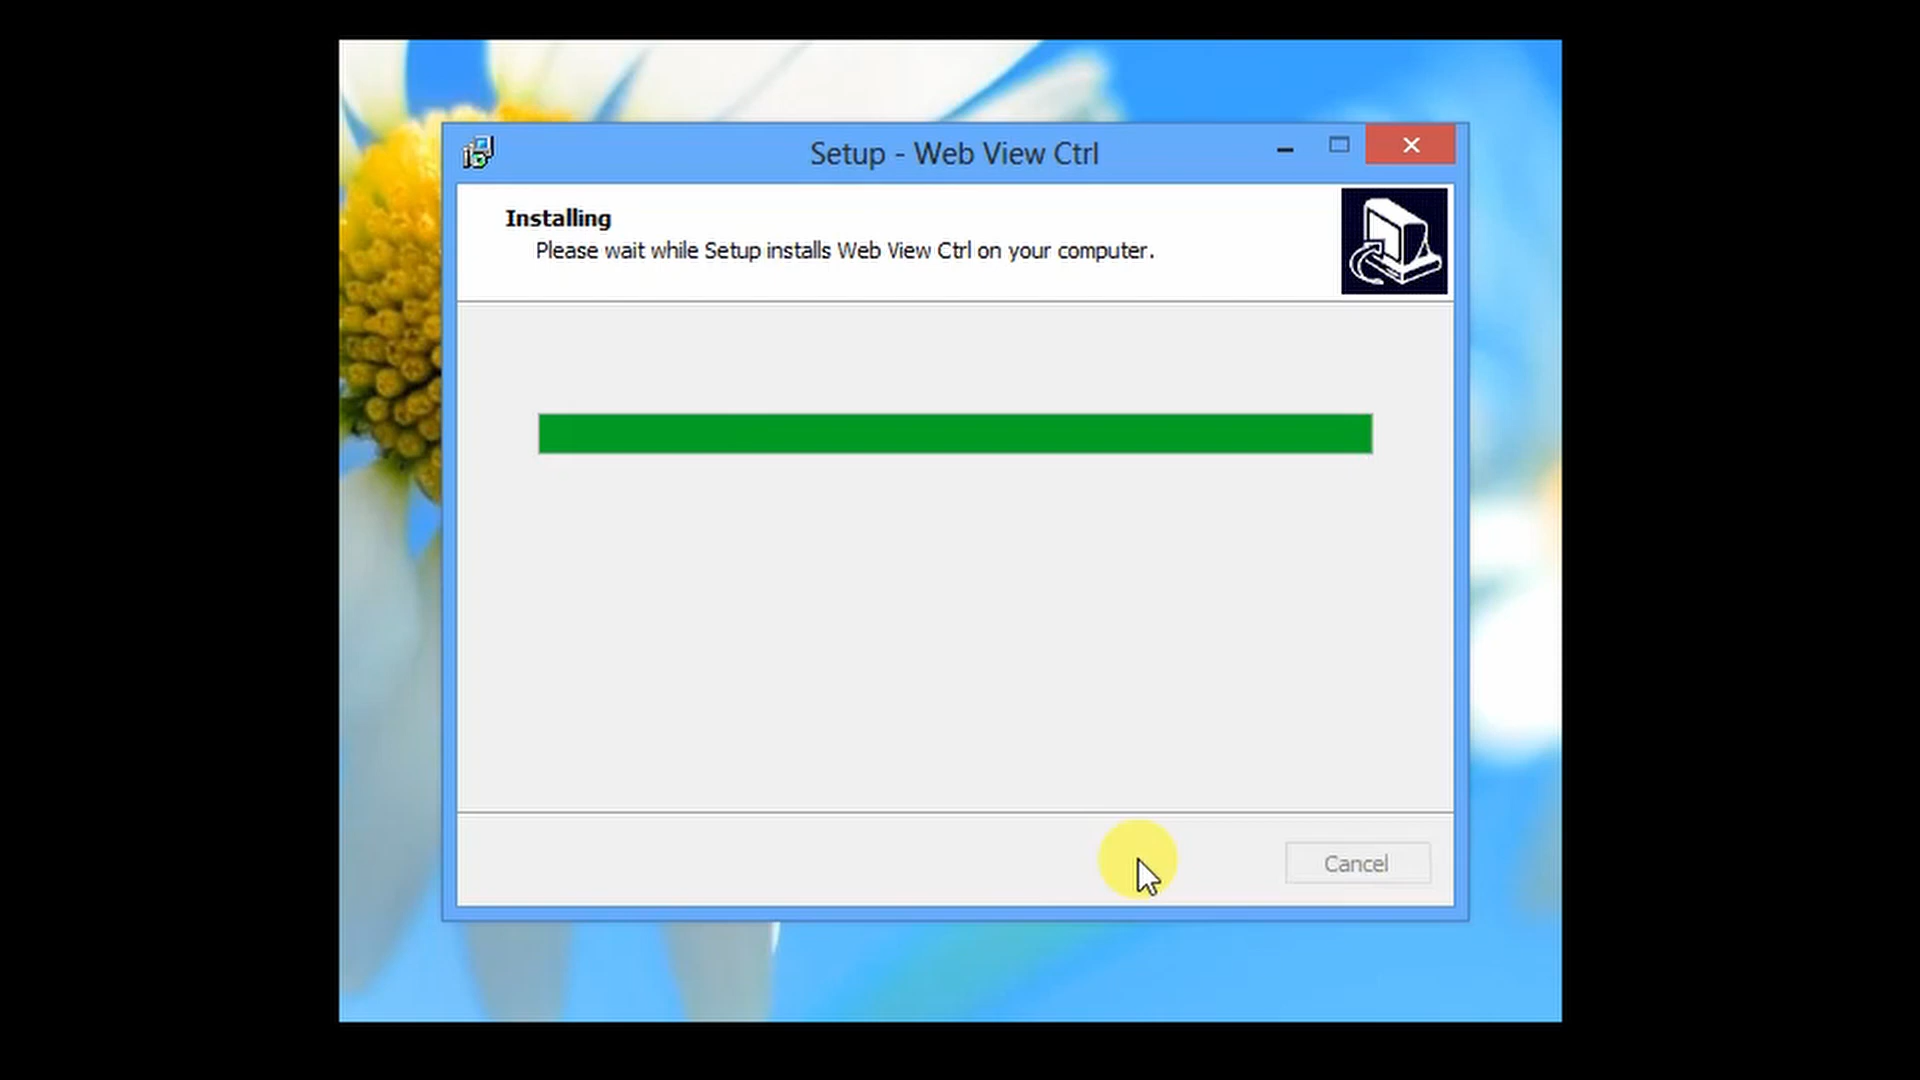 Setup - Web View Ctrl
Installing
Please wait while Setup installs Web View Ctrl on your computer.
Cancel